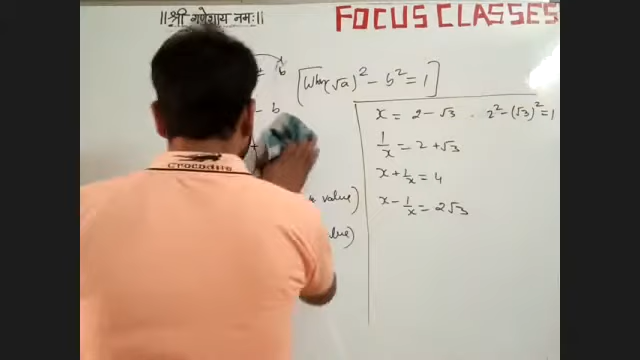 ||श्री गणेशाय नमः||
FOCUS CLASSES
± b [When (√a)² - b² = 1]
- b
+
value)
value)
x = 2 - √3 . 2² - (√3)² = 1
1/x = 2 + √3
x + 1/x = 4
x - 1/x = 2√3
CROCODILE